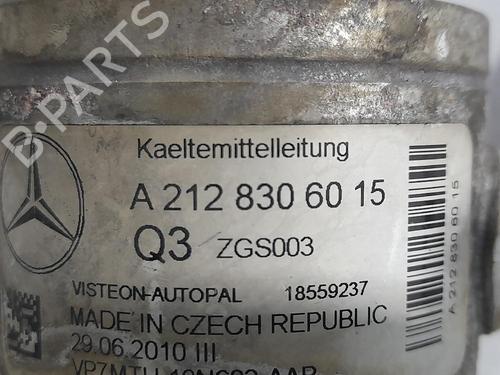 Kaeltemittelleitung
A 212 830 60 15
Q3 ZGS003
VISTEON-AUTOPAL 18559237
MADE IN CZECH REPUBLIC
29.06.2010 III
A 212 830 60 15
B-PARTS